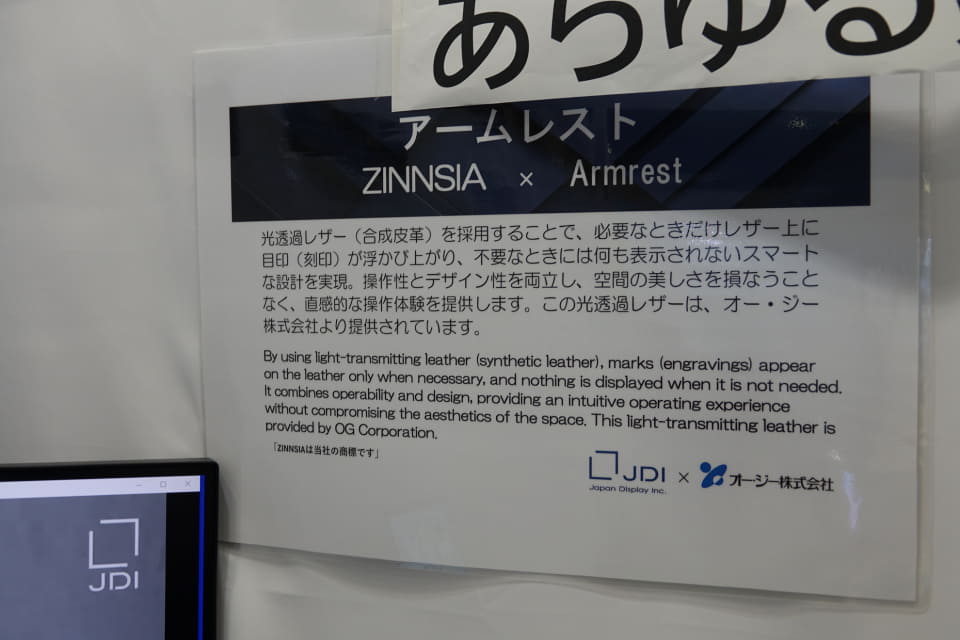 あらゆる
アームレスト
ZINNSIA × Armrest
光透過レザー（合成皮革）を採用することで、必要なときだけレザー上に
目印（刻印）が浮かび上がり、不要なときには何も表示されないスマート
な設計を実現。操作性とデザイン性を両立し、空間の美しさを損なうこと
なく、直感的な操作体験を提供します。この光透過レザーは、オー・ジー
株式会社より提供されています。
By using light-transmitting leather (synthetic leather), marks (engravings) appear
on the leather only when necessary, and nothing is displayed when it is not needed.
It combines operability and design, providing an intuitive operating experience
without compromising the aesthetics of the space. This light-transmitting leather is
provided by OG Corporation.
「ZINNSIAは当社の商標です」
JDI × オージー株式会社
Japan Display Inc.
JDI